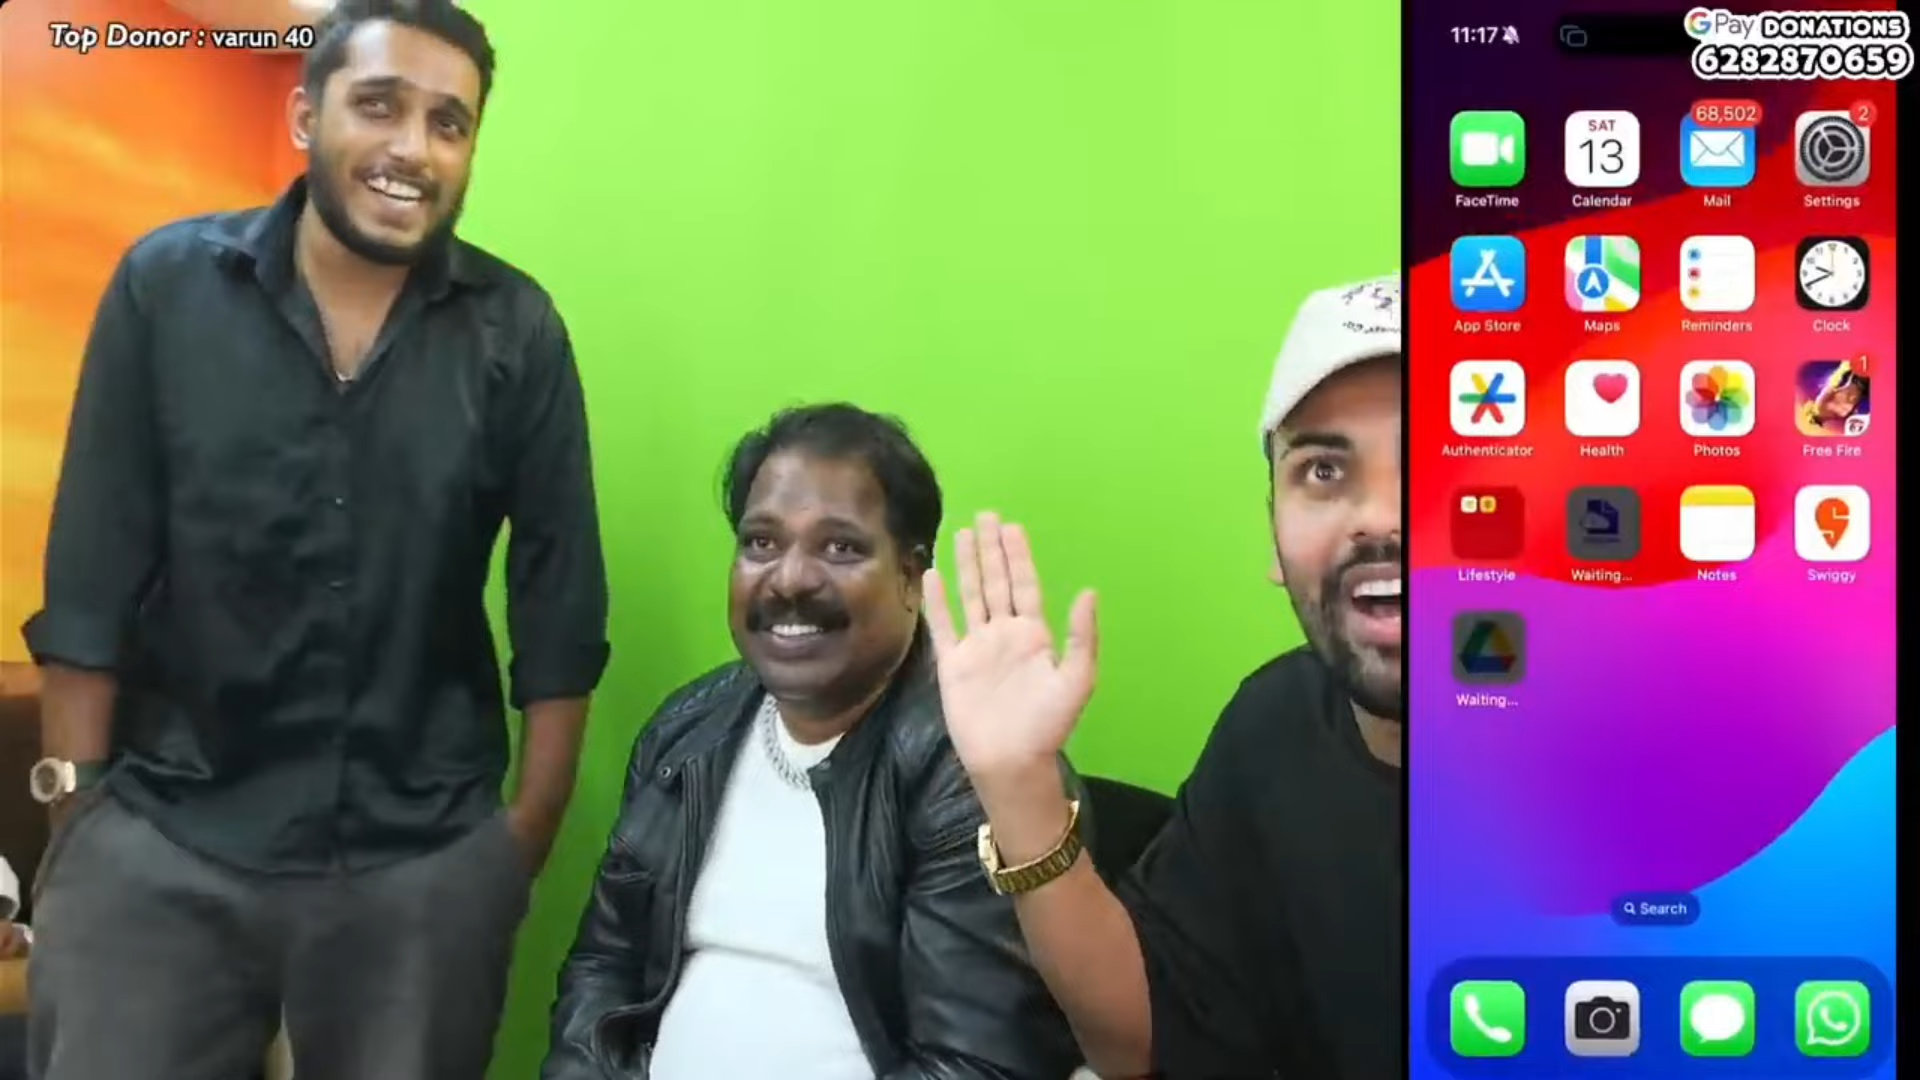 Top Donor : varun 40
11:17
G Pay DONATIONS
6282870659
FaceTime
SAT
13
Calendar
68,502
Mail
2
Settings
App Store
Maps
Reminders
Clock
Authenticator
Health
Photos
1
Free Fire
Lifestyle
Waiting...
Notes
Swiggy
Waiting...
Search